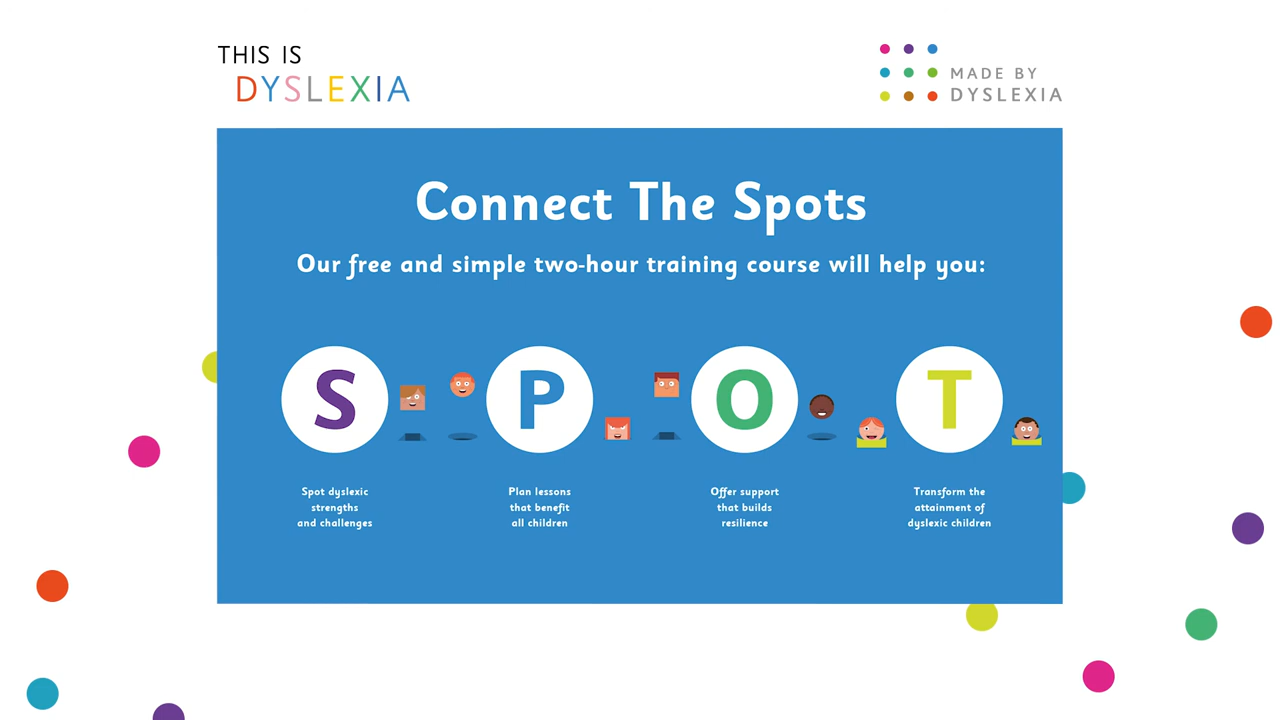 THIS IS
DYSLEXIA
MADE BY
DYSLEXIA
Connect The Spots
Our free and simple two-hour training course will help you:
S P O T
Spot dyslexic
strengths
and challenges
Plan lessons
that benefit
all children
Offer support
that builds
resilience
Transform the
attainment of
dyslexic children